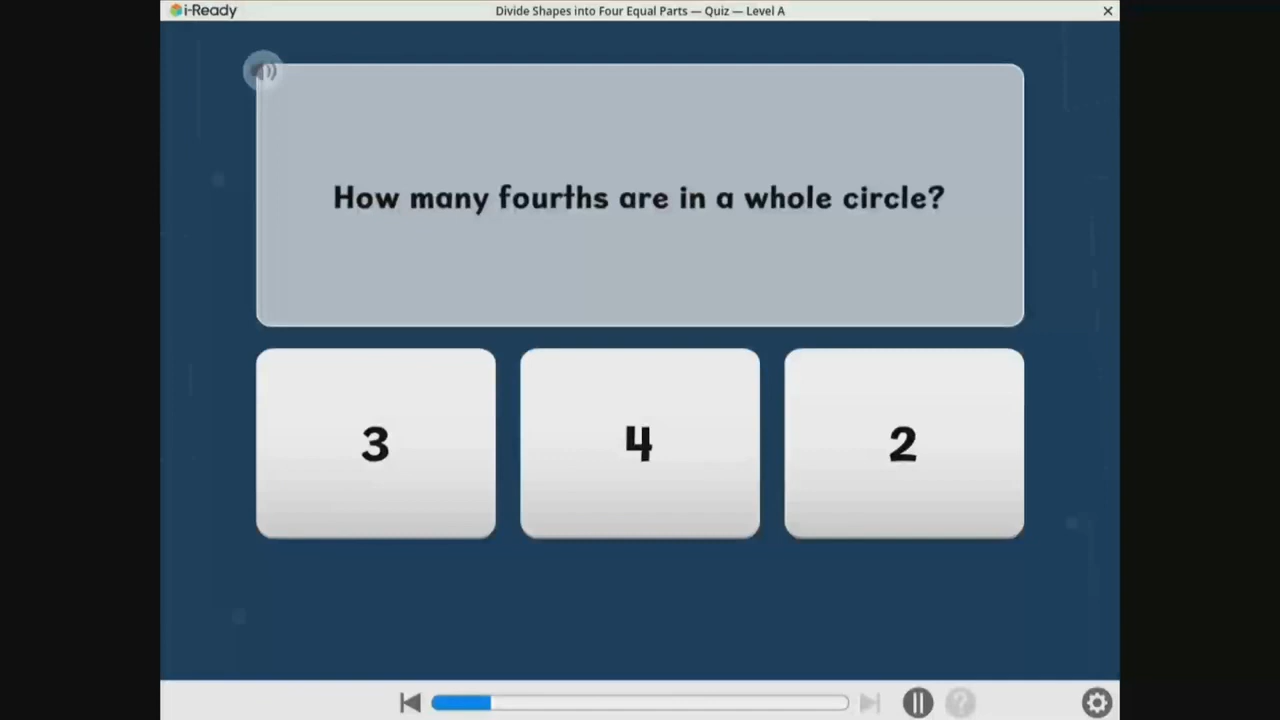 i-Ready
Divide Shapes into Four Equal Parts — Quiz — Level A
How many fourths are in a whole circle?
3
4
2
?